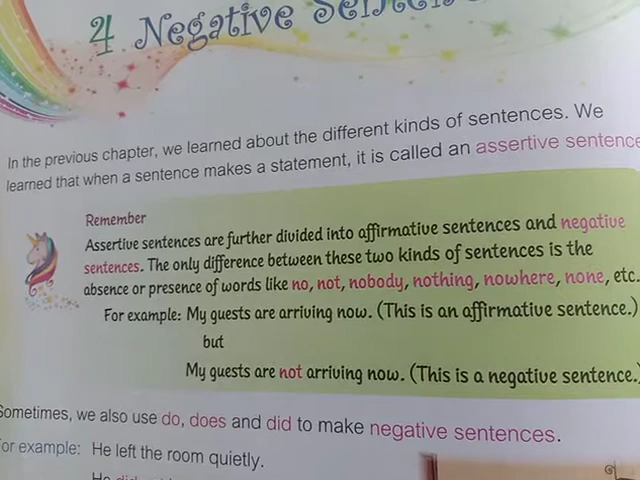 4 Negative Sentences
In the previous chapter, we learned about the different kinds of sentences. We
learned that when a sentence makes a statement, it is called an assertive sentence
Remember
Assertive sentences are further divided into affirmative sentences and negative
sentences. The only difference between these two kinds of sentences is the
absence or presence of words like no, not, nobody, nothing, nowhere, none, etc.
For example: My guests are arriving now. (This is an affirmative sentence.)
but
My guests are not arriving now. (This is a negative sentence.)
Sometimes, we also use do, does and did to make negative sentences.
For example: He left the room quietly.
He did